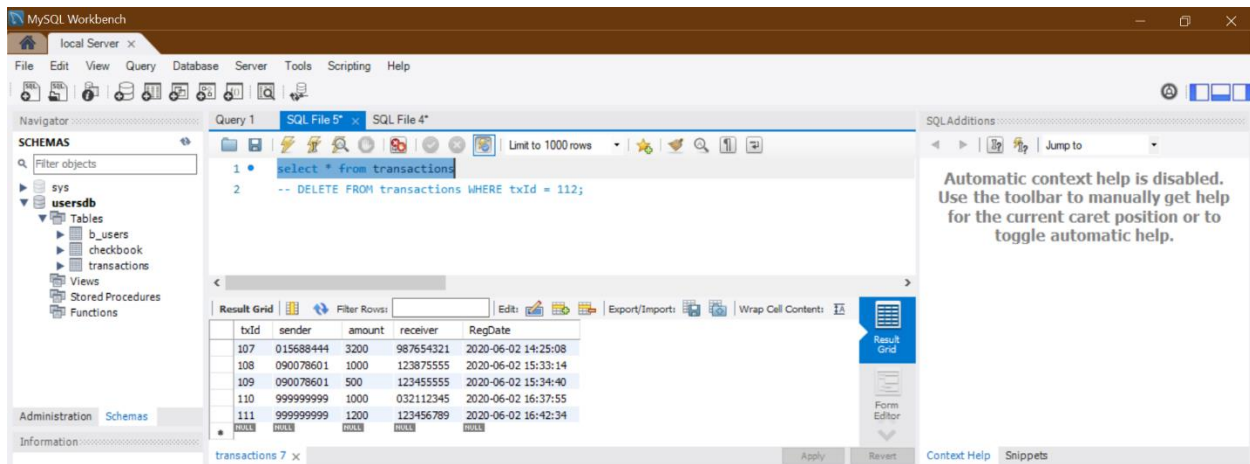 MySQL Workbench
local Server
File Edit View Query Database Server Tools Scripting Help
Navigator
SCHEMAS
Filter objects
sys
usersdb
Tables
b_users
checkbook
transactions
Views
Stored Procedures
Functions
Administration Schemas
Information
Query 1 SQL File 5* SQL File 4*
Limit to 1000 rows
1 select * from transactions
2 -- DELETE FROM transactions WHERE txId = 112;
Result Grid Filter Rows: Edit: Export/Import: Wrap Cell Content:
txId sender amount receiver RegDate
107 015688444 3200 987654321 2020-06-02 14:25:08
108 090078601 1000 123875555 2020-06-02 15:33:14
109 090078601 500 123455555 2020-06-02 15:34:40
110 999999999 1000 032112345 2020-06-02 16:37:55
111 999999999 1200 123456789 2020-06-02 16:42:34
NULL NULL NULL NULL NULL
Result
Grid
Form
Editor
transactions 7 Apply Revert
SQLAdditions
Jump to
Automatic context help is disabled.
Use the toolbar to manually get help
for the current caret position or to
toggle automatic help.
Context Help Snippets